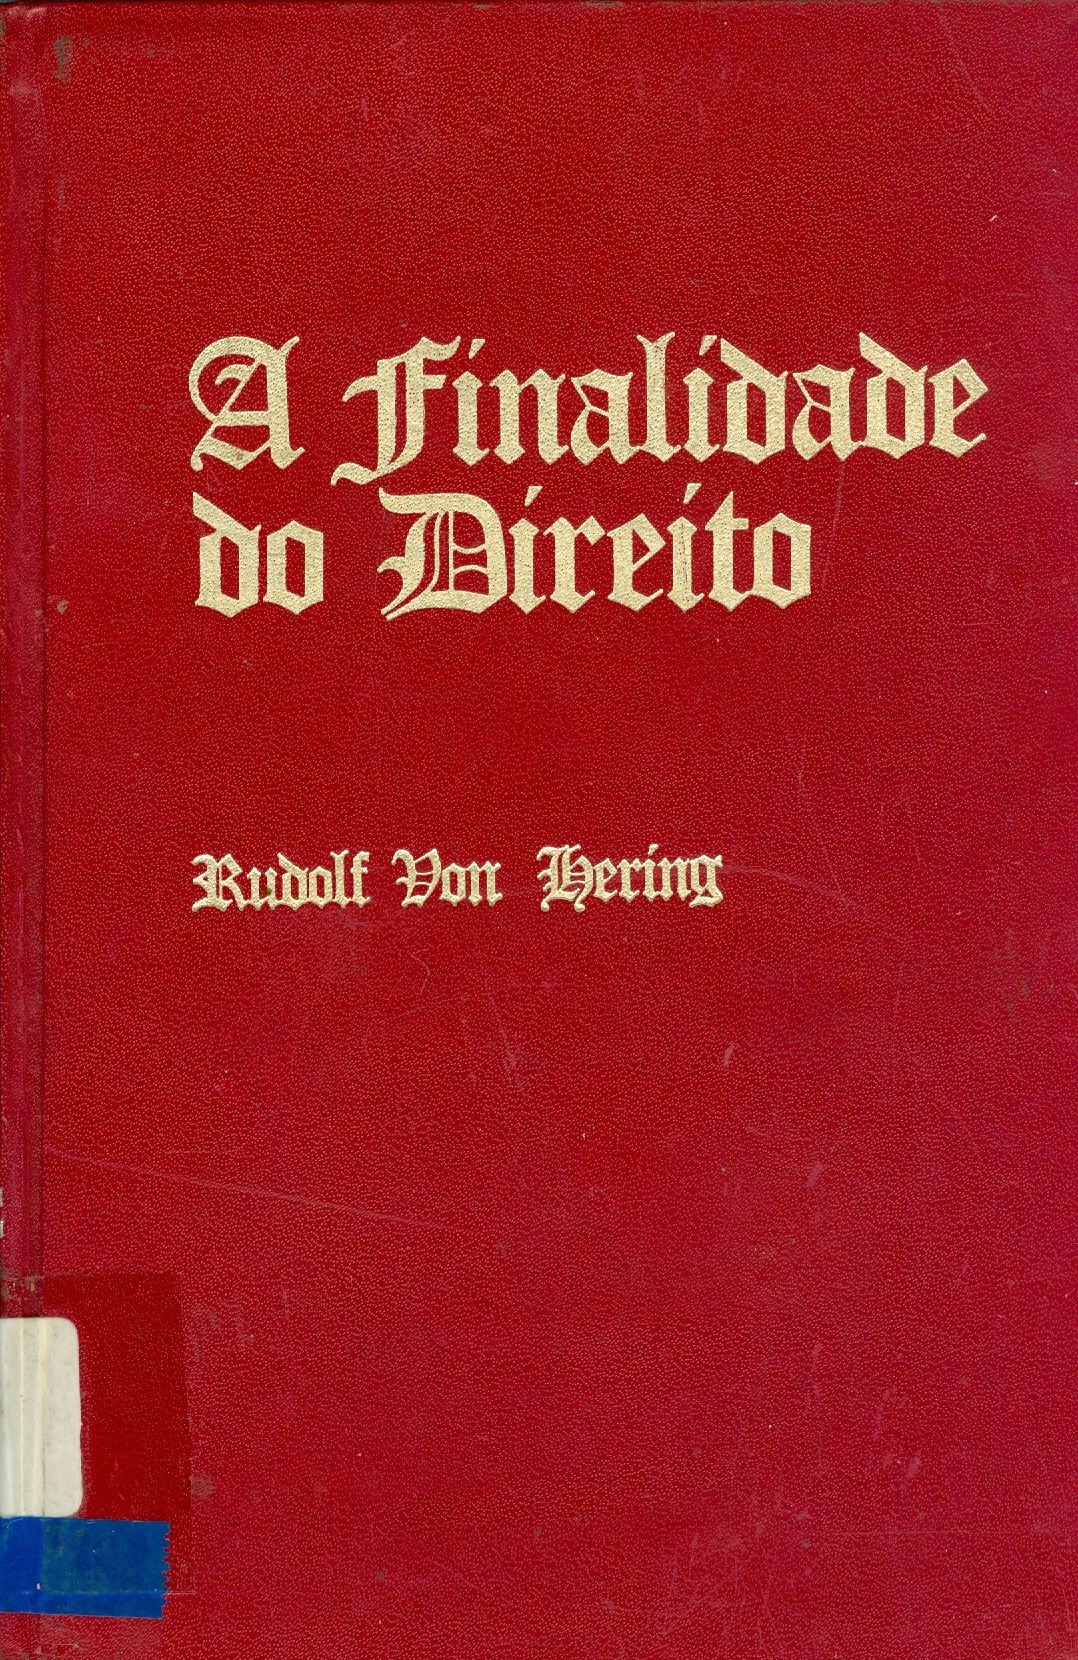 A Finalidade
do Direito
Rudolf Von Hering